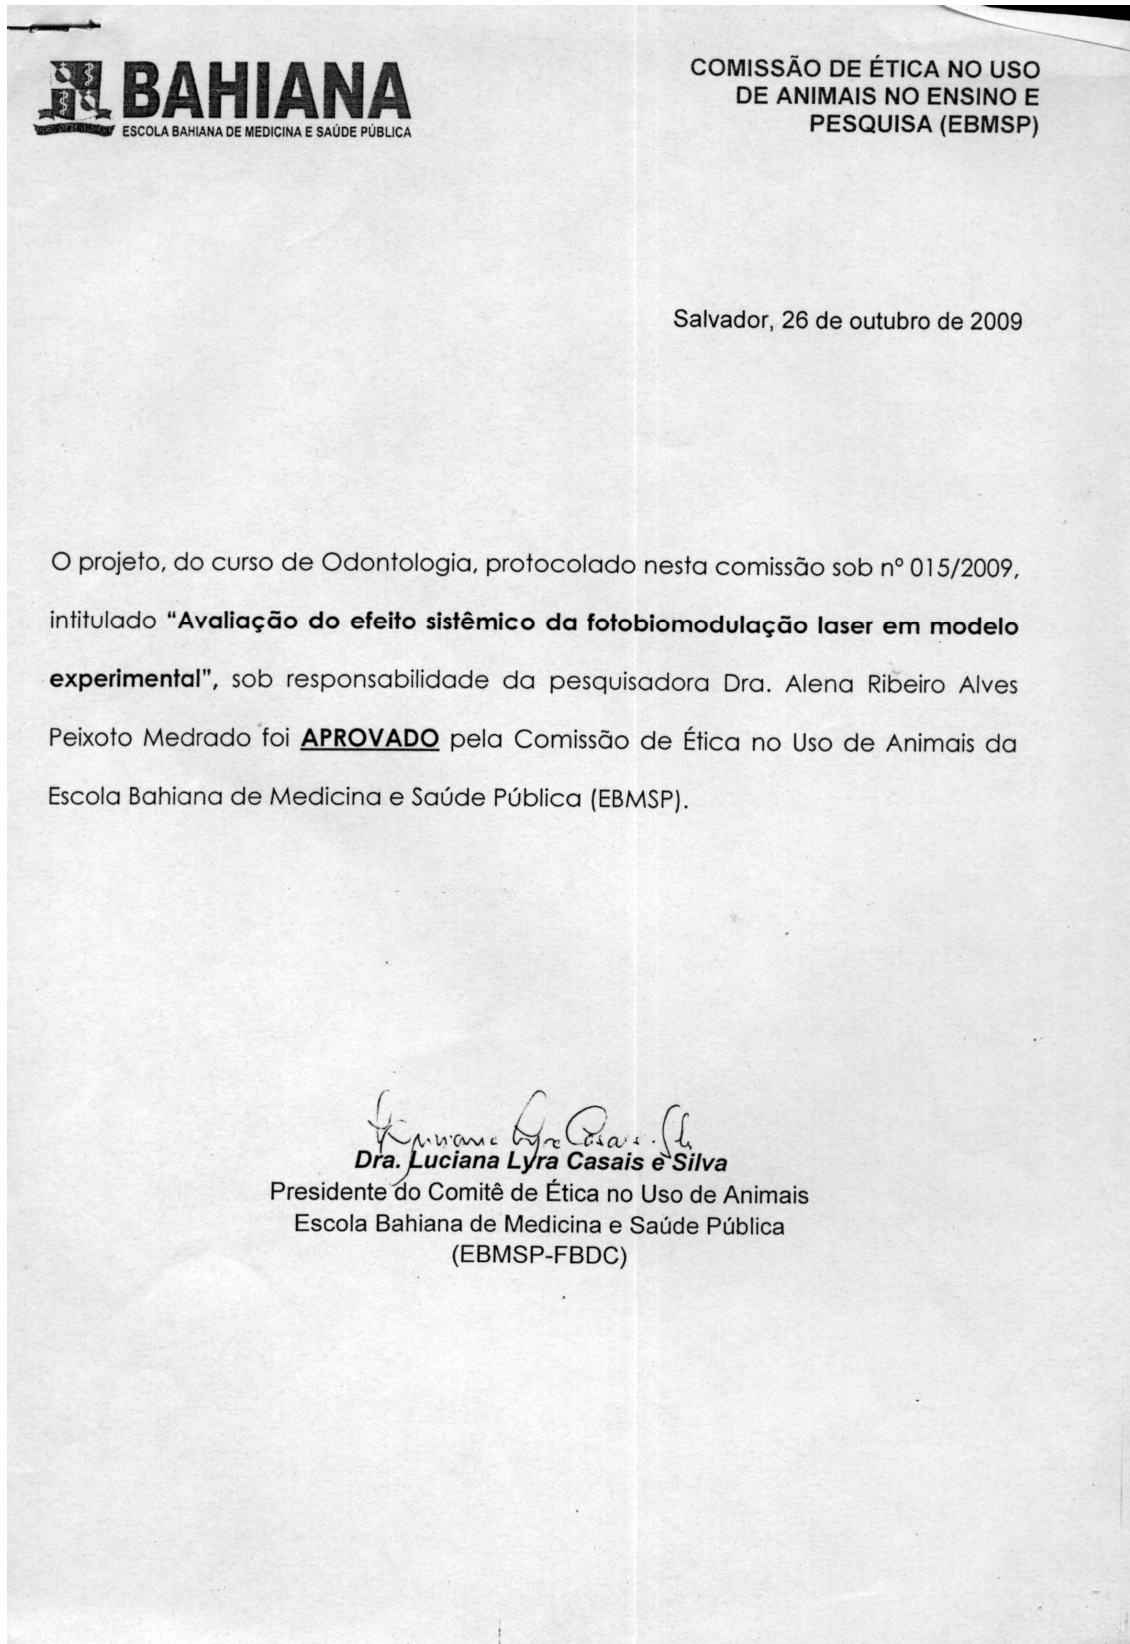 BAHIANA
ESCOLA BAHIANA DE MEDICINA E SAÚDE PÚBLICA
COMISSÃO DE ÉTICA NO USO
DE ANIMAIS NO ENSINO E
PESQUISA (EBMSP)
Salvador, 26 de outubro de 2009
O projeto, do curso de Odontologia, protocolado nesta comissão sob nº 015/2009,
intitulado “Avaliação do efeito sistêmico da fotobiomodulação laser em modelo
experimental”, sob responsabilidade da pesquisadora Dra. Alena Ribeiro Alves
Peixoto Medrado foi APROVADO pela Comissão de Ética no Uso de Animais da
Escola Bahiana de Medicina e Saúde Pública (EBMSP).
Dra. Luciana Lyra Casais e Silva
Presidente do Comitê de Ética no Uso de Animais
Escola Bahiana de Medicina e Saúde Pública
(EBMSP-FBDC)